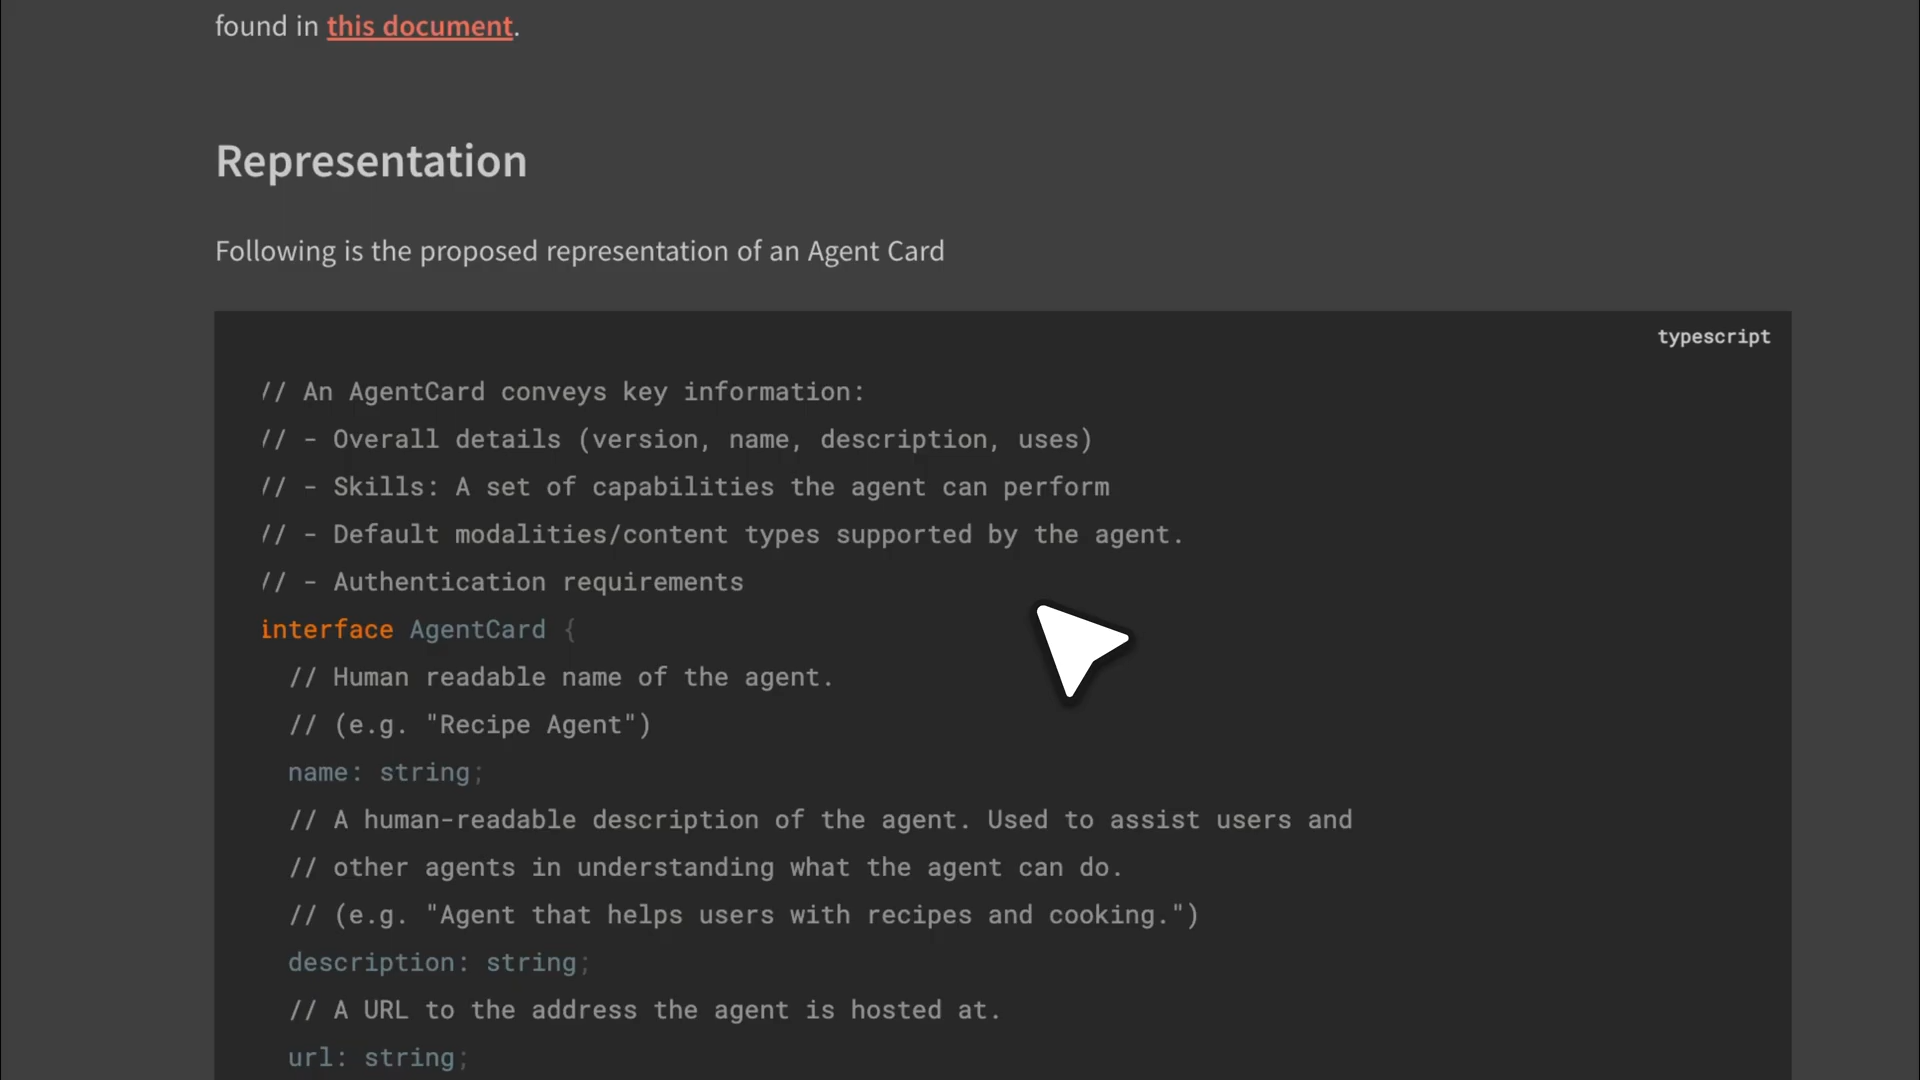 found in this document.
Representation
Following is the proposed representation of an Agent Card
typescript
// An AgentCard conveys key information:
// - Overall details (version, name, description, uses)
// - Skills: A set of capabilities the agent can perform
// - Default modalities/content types supported by the agent.
// - Authentication requirements
interface AgentCard {
  // Human readable name of the agent.
  // (e.g. "Recipe Agent")
  name: string;
  // A human-readable description of the agent. Used to assist users and
  // other agents in understanding what the agent can do.
  // (e.g. "Agent that helps users with recipes and cooking.")
  description: string;
  // A URL to the address the agent is hosted at.
  url: string;